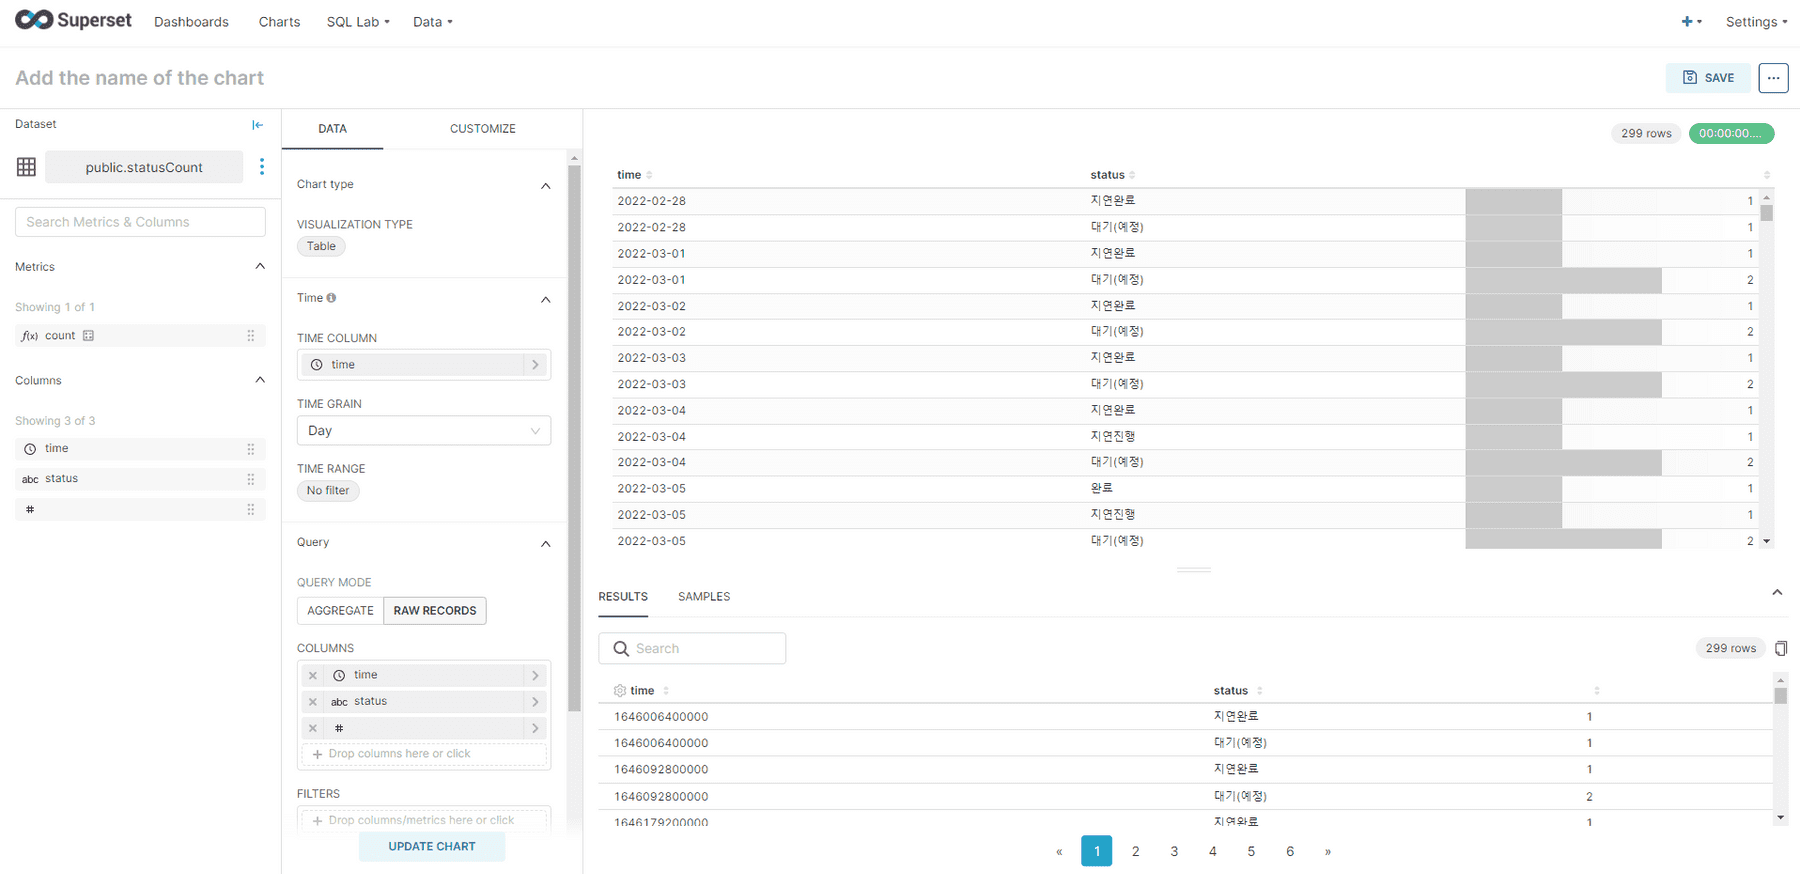 Superset Dashboards Charts SQL Lab Data + Settings
Add the name of the chart
SAVE ...
Dataset
public.statusCount
Search Metrics & Columns
Metrics
Showing 1 of 1
f(x) count
Columns
Showing 3 of 3
time
abc status
#
DATA CUSTOMIZE
Chart type
VISUALIZATION TYPE
Table
Time
TIME COLUMN
time
TIME GRAIN
Day
TIME RANGE
No filter
Query
QUERY MODE
AGGREGATE RAW RECORDS
COLUMNS
× time
× abc status
× #
+ Drop columns here or click
FILTERS
+ Drop columns/metrics here or click
UPDATE CHART
299 rows 00:00:00....
time status
2022-02-28 지연완료 1
2022-02-28 대기(예정) 1
2022-03-01 지연완료 1
2022-03-01 대기(예정) 2
2022-03-02 지연완료 1
2022-03-02 대기(예정) 2
2022-03-03 지연완료 1
2022-03-03 대기(예정) 2
2022-03-04 지연완료 1
2022-03-04 지연진행 1
2022-03-04 대기(예정) 2
2022-03-05 완료 1
2022-03-05 지연진행 1
2022-03-05 대기(예정) 2
RESULTS SAMPLES
Search
299 rows
time status
1646006400000 지연완료 1
1646006400000 대기(예정) 1
1646092800000 지연완료 1
1646092800000 대기(예정) 2
1646179200000 지연완료 1
« 1 2 3 4 5 6 »